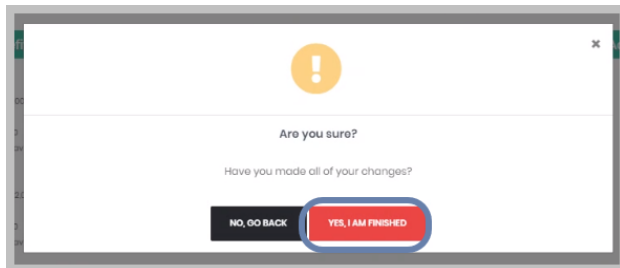 !
×
Are you sure?
Have you made all of your changes?
NO, GO BACK YES, I AM FINISHED